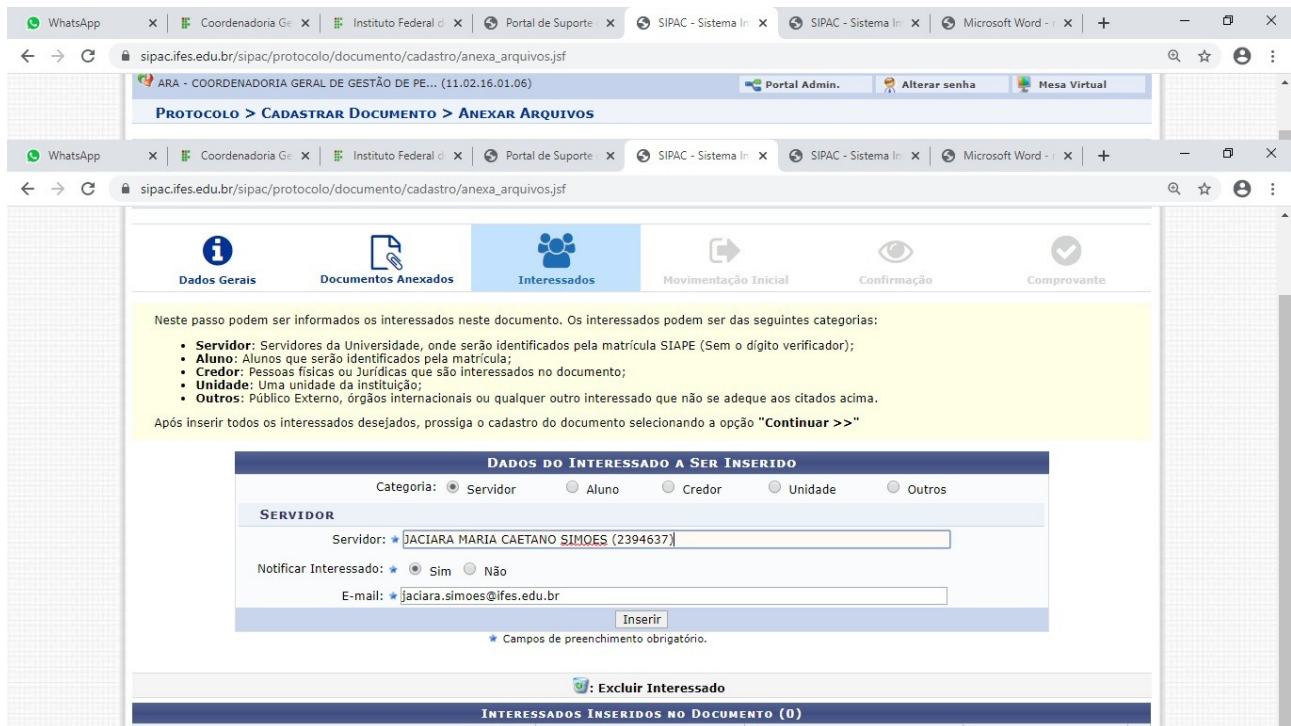 WhatsApp Coordenadoria Ge Instituto Federal d Portal de Suporte SIPAC - Sistema In SIPAC - Sistema In Microsoft Word - r
sipac.ifes.edu.br/sipac/protocolo/documento/cadastro/anexa_arquivos.jsf
ARA - COORDENADORIA GERAL DE GESTÃO DE PE... (11.02.16.01.06) Portal Admin. Alterar senha Mesa Virtual
PROTOCOLO > CADASTRAR DOCUMENTO > ANEXAR ARQUIVOS
WhatsApp Coordenadoria Ge Instituto Federal d Portal de Suporte SIPAC - Sistema In SIPAC - Sistema In Microsoft Word - r
sipac.ifes.edu.br/sipac/protocolo/documento/cadastro/anexa_arquivos.jsf
Dados Gerais Documentos Anexados Interessados Movimentação Inicial Confirmação Comprovante
Neste passo podem ser informados os interessados neste documento. Os interessados podem ser das seguintes categorias:
• Servidor: Servidores da Universidade, onde serão identificados pela matrícula SIAPE (Sem o dígito verificador);
• Aluno: Alunos que serão identificados pela matrícula;
• Credor: Pessoas físicas ou Jurídicas que são interessados no documento;
• Unidade: Uma unidade da instituição;
• Outros: Público Externo, órgãos internacionais ou qualquer outro interessado que não se adeque aos citados acima.
Após inserir todos os interessados desejados, prossiga o cadastro do documento selecionando a opção "Continuar >>"
DADOS DO INTERESSADO A SER INSERIDO
Categoria: Servidor Aluno Credor Unidade Outros
SERVIDOR
Servidor: JACIARA MARIA CAETANO SIMOES (2394637)
Notificar Interessado: Sim Não
E-mail: jaciara.simoes@ifes.edu.br
Inserir
Campos de preenchimento obrigatório.
: Excluir Interessado
INTERESSADOS INSERIDOS NO DOCUMENTO (0)